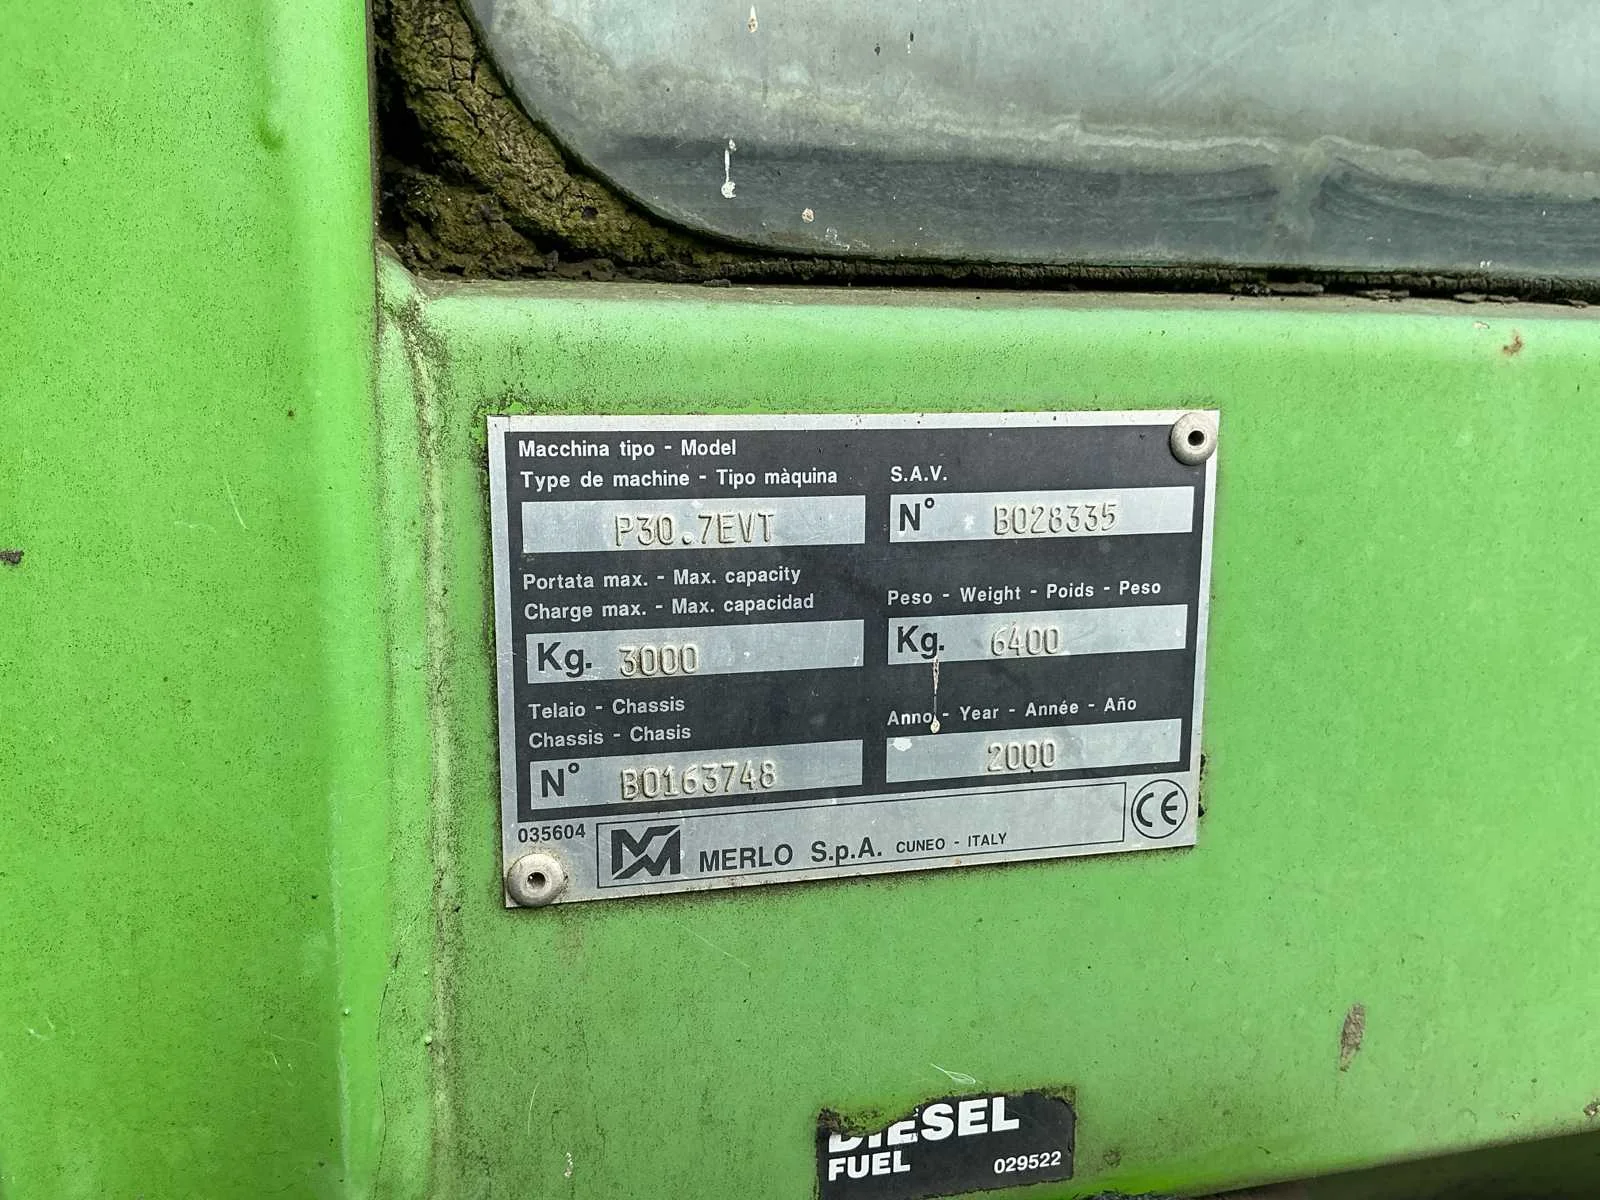 Macchina tipo - Model
Type de machine - Tipo màquina
P30.7EVT
S.A.V.
N° B028335
Portata max. - Max. capacity
Charge max. - Max. capacidad
Kg. 3000
Peso - Weight - Poids - Peso
Kg. 6400
Telaio - Chassis
Chassis - Chasis
N° B0163748
Anno - Year - Année - Año
2000
035604
MERLO S.p.A. CUNEO - ITALY
CE
DIESEL
FUEL 029522